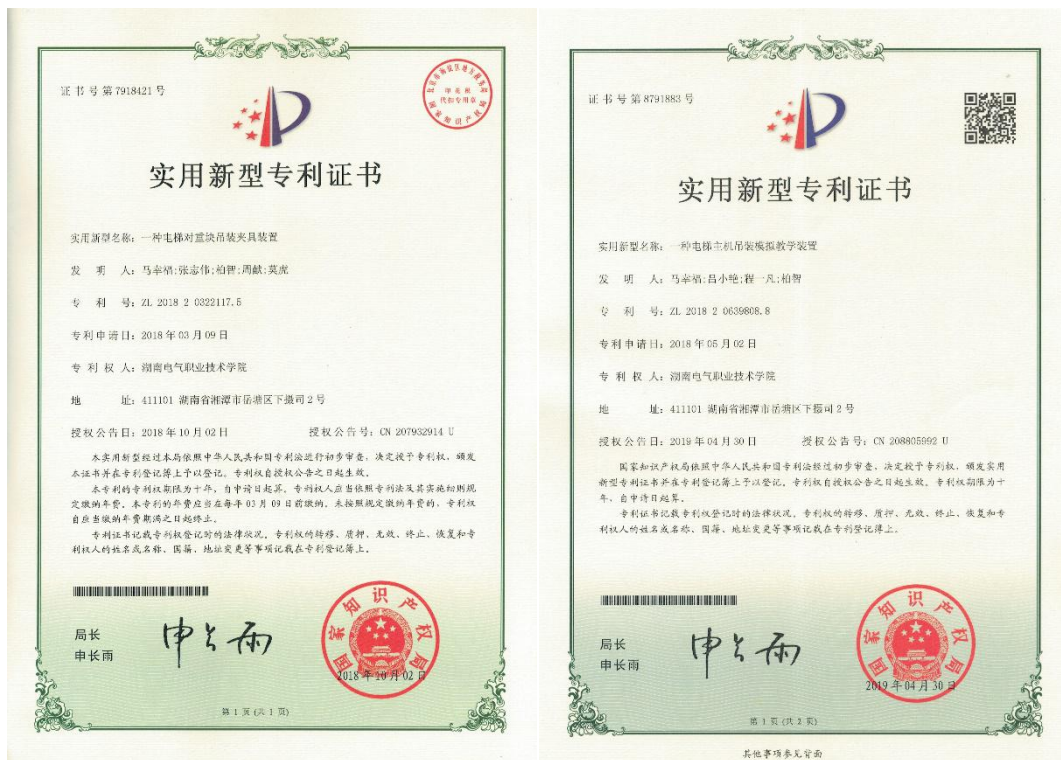 证书号第7918421号
实用新型专利证书
实用新型名称：一种电梯对重块吊装夹具装置
发明人：马幸福;张志伟;柏智;周献;莫虎
专利号：ZL 2018 2 0322117.5
专利申请日：2018年03月09日
专利权人：湖南电气职业技术学院
地址：411101 湖南省湘潭市岳塘区下摄司2号
授权公告日：2018年10月02日 授权公告号：CN 207932914 U
本实用新型经过本局依照中华人民共和国专利法进行初步审查，决定授予专利权，颁发
本证书并在专利登记簿上予以登记。专利权自授权公告之日起生效。
本专利的专利权期限为十年，自申请日起算。专利权人应当依照专利法及其实施细则规
定缴纳年费。本专利的年费应当在每年03月09日前缴纳。未按照规定缴纳年费的，专利权
自应当缴纳年费期满之日起终止。
专利证书记载专利权登记时的法律状况。专利权的转移、质押、无效、终止、恢复和专
利权人的姓名或名称、国籍、地址变更等事项记载在专利登记簿上。
局长
申长雨
申长雨
国家知识产权局
2018年10月02日
第1页(共1页)
证书号第8791883号
实用新型专利证书
实用新型名称：一种电梯主机吊装模拟教学装置
发明人：马幸福;吕小艳;程一凡;柏智
专利号：ZL 2018 2 0639808.8
专利申请日：2018年05月02日
专利权人：湖南电气职业技术学院
地址：411101 湖南省湘潭市岳塘区下摄司2号
授权公告日：2019年04月30日 授权公告号：CN 208805992 U
国家知识产权局依照中华人民共和国专利法经过初步审查，决定授予专利权，颁发实用
新型专利证书并在专利登记簿上予以登记。专利权自授权公告之日起生效。专利权期限为十
年，自申请日起算。
专利证书记载专利权登记时的法律状况。专利权的转移、质押、无效、终止、恢复和专
利权人的姓名或名称、国籍、地址变更等事项记载在专利登记簿上。
局长
申长雨
申长雨
国家知识产权局
2019年04月30日
第1页(共2页)
其他事项参见背面